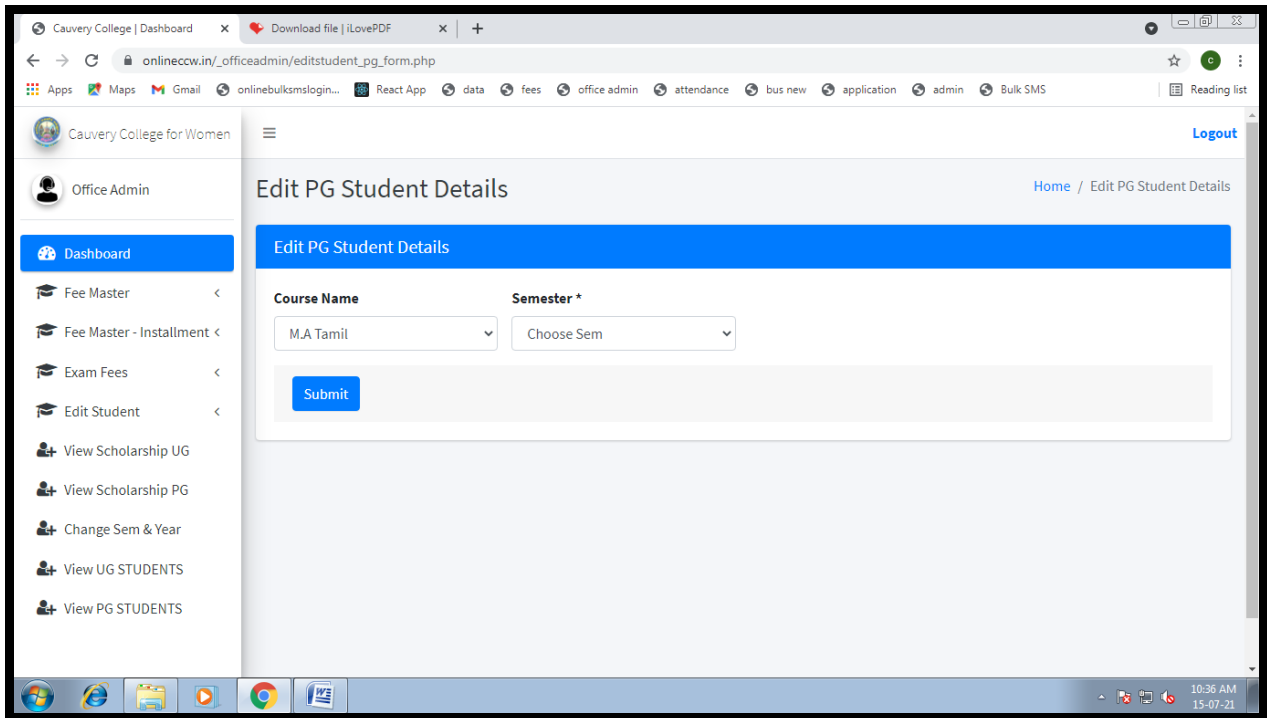 Cauvery College | Dashboard
Download file | iLovePDF
onlineccw.in/_officeadmin/editstudent_pg_form.php
C
Apps Maps Gmail onlinebulksmslogin... React App data fees office admin attendance bus new application admin Bulk SMS Reading list
Cauvery College for Women
Logout
Office Admin
Edit PG Student Details
Home / Edit PG Student Details
Dashboard
Fee Master
Fee Master - Installment
Exam Fees
Edit Student
View Scholarship UG
View Scholarship PG
Change Sem & Year
View UG STUDENTS
View PG STUDENTS
Edit PG Student Details
Course Name
Semester *
M.A Tamil
Choose Sem
Submit
10:36 AM
15-07-21